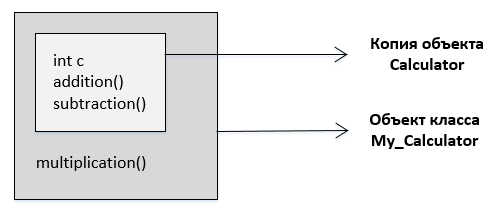 int c
addition()
subtraction()
multiplication()
Копия объекта
Calculator
Объект класса
My_Calculator